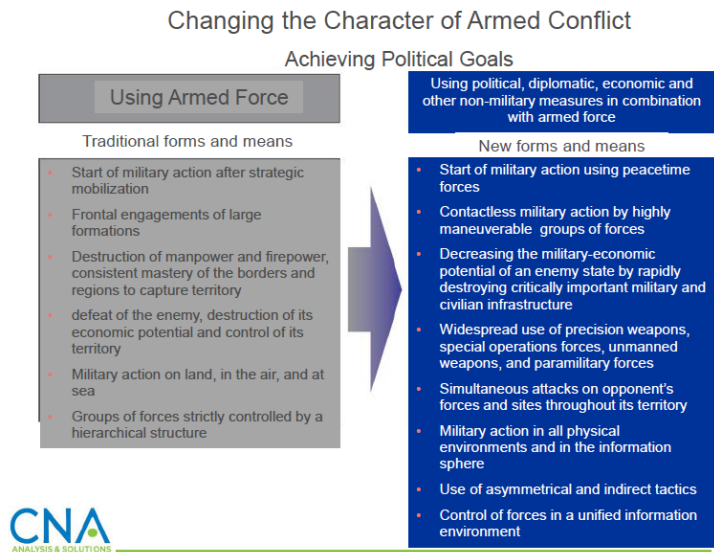 Changing the Character of Armed Conflict
Achieving Political Goals
Using Armed Force
Traditional forms and means
• Start of military action after strategic
mobilization
• Frontal engagements of large
formations
• Destruction of manpower and firepower,
consistent mastery of the borders and
regions to capture territory
• defeat of the enemy, destruction of its
economic potential and control of its
territory
• Military action on land, in the air, and at
sea
• Groups of forces strictly controlled by a
hierarchical structure
Using political, diplomatic, economic and
other non-military measures in combination
with armed force
New forms and means
• Start of military action using peacetime
forces
• Contactless military action by highly
maneuverable groups of forces
• Decreasing the military-economic
potential of an enemy state by rapidly
destroying critically important military and
civilian infrastructure
• Widespread use of precision weapons,
special operations forces, unmanned
weapons, and paramilitary forces
• Simultaneous attacks on opponent's
forces and sites throughout its territory
• Military action in all physical
environments and in the information
sphere
• Use of asymmetrical and indirect tactics
• Control of forces in a unified information
environment
CNA
ANALYSIS & SOLUTIONS